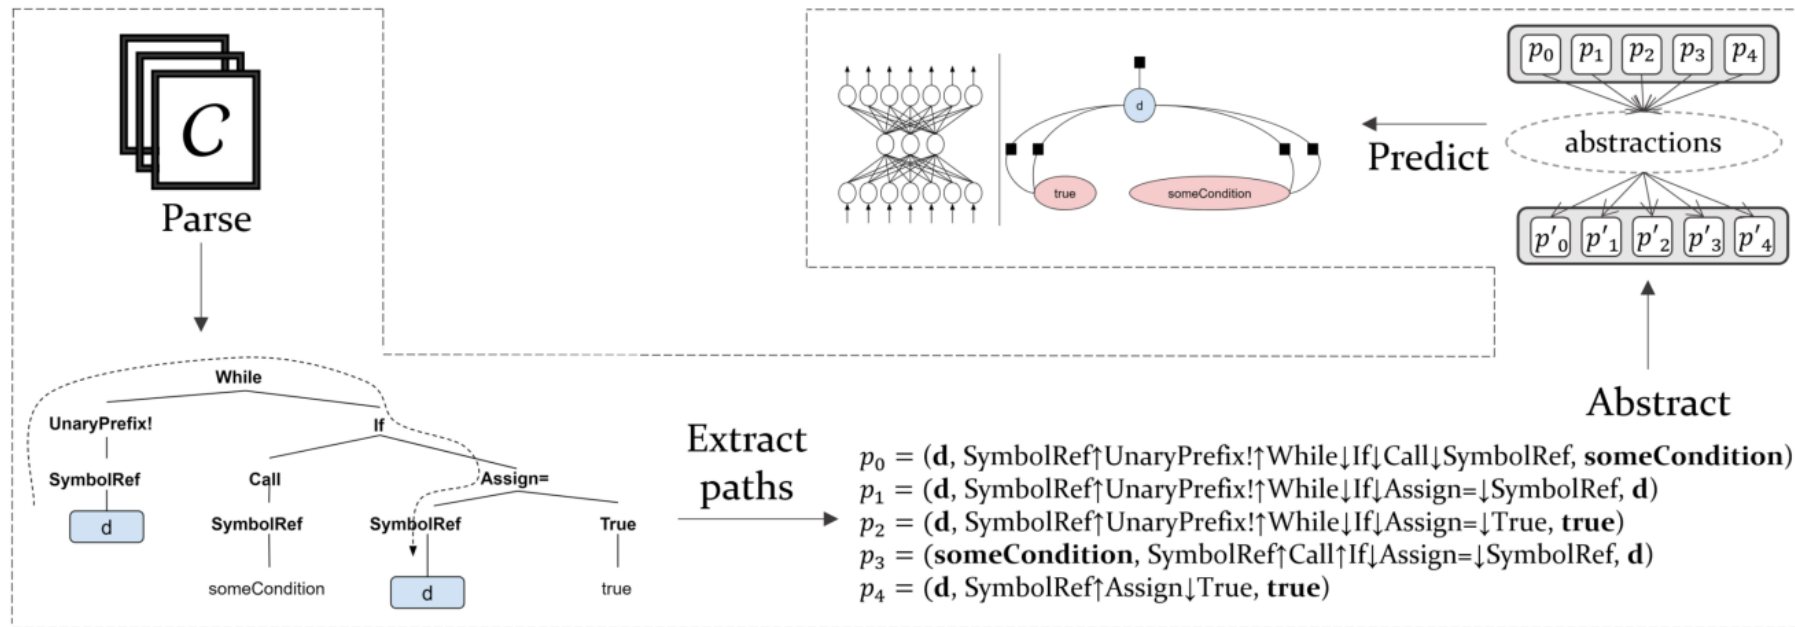 C
Parse
While
UnaryPrefix!
If
SymbolRef
Call
Assign=
d
SymbolRef
SymbolRef
True
someCondition
d
true
Extract
paths
p₀ = (d, SymbolRef↑UnaryPrefix!↑While↓If↓Call↓SymbolRef, someCondition)
p₁ = (d, SymbolRef↑UnaryPrefix!↑While↓If↓Assign=↓SymbolRef, d)
p₂ = (d, SymbolRef↑UnaryPrefix!↑While↓If↓Assign=↓True, true)
p₃ = (someCondition, SymbolRef↑Call↑If↓Assign=↓SymbolRef, d)
p₄ = (d, SymbolRef↑Assign↓True, true)
Abstract
p₀ p₁ p₂ p₃ p₄
abstractions
p'₀ p'₁ p'₂ p'₃ p'₄
Predict
d
true
someCondition